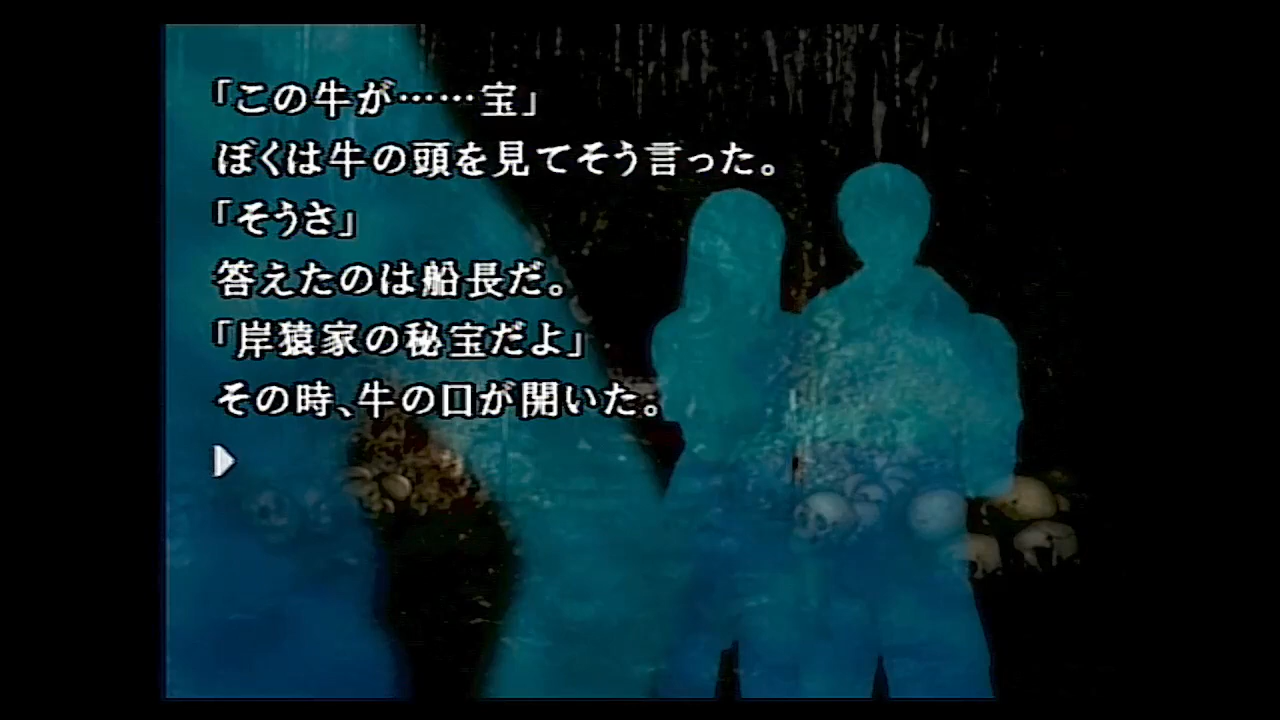 「この牛が……宝」
ぼくは牛の頭を見てそう言った。
「そうさ」
答えたのは船長だ。
「岸猿家の秘宝だよ」
その時、牛の口が開いた。